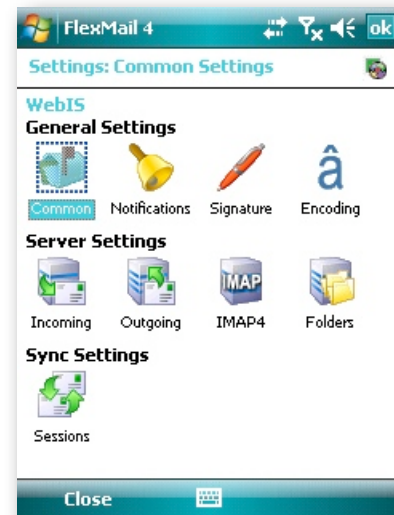 FlexMail 4 ok
Settings: Common Settings
WebIS
General Settings
Common Notifications Signature Encoding
â
Server Settings
IMAP
Incoming Outgoing IMAP4 Folders
Sync Settings
Sessions
Close